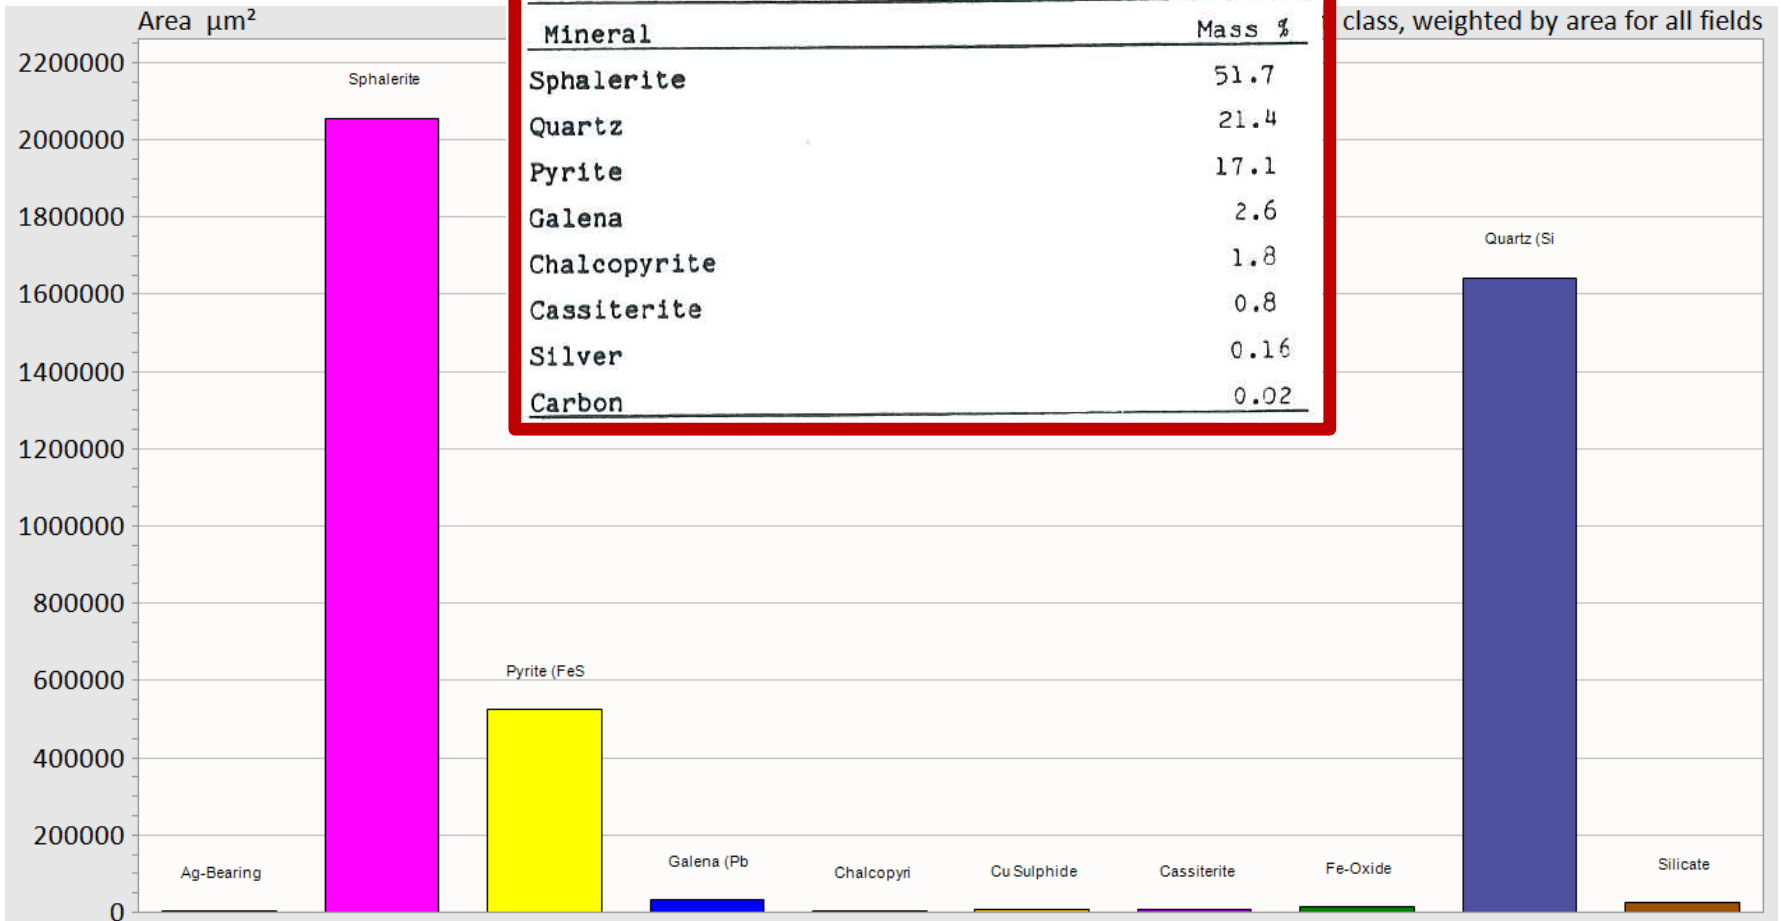 Area µm²
class, weighted by area for all fields
Mineral Mass %
Sphalerite 51.7
Quartz 21.4
Pyrite 17.1
Galena 2.6
Chalcopyrite 1.8
Cassiterite 0.8
Silver 0.16
Carbon 0.02
2200000
2000000
1800000
1600000
1400000
1200000
1000000
800000
600000
400000
200000
0
Sphalerite
Quartz (Si
Pyrite (FeS
Ag-Bearing
Galena (Pb
Chalcopyri
Cu Sulphide
Cassiterite
Fe-Oxide
Silicate